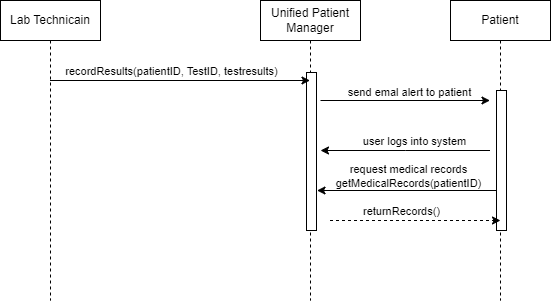 Lab Technicain
Unified Patient
Manager
Patient
recordResults(patientID, TestID, testresults)
send emal alert to patient
user logs into system
request medical records
getMedicalRecords(patientID)
returnRecords()